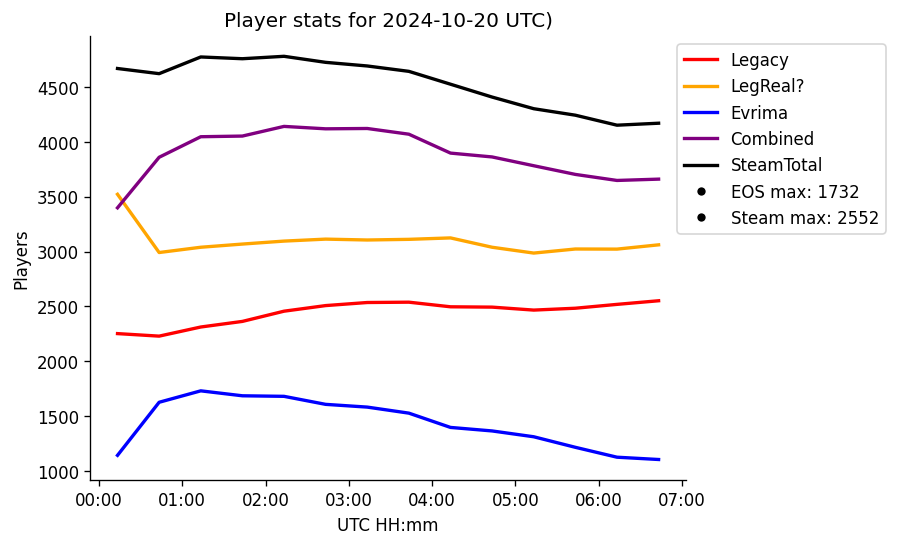 Player stats for 2024-10-20 UTC)
Legacy
LegReal?
Evrima
Combined
SteamTotal
EOS max: 1732
Steam max: 2552
Players
4500
4000
3500
3000
2500
2000
1500
1000
00:00 01:00 02:00 03:00 04:00 05:00 06:00 07:00
UTC HH:mm